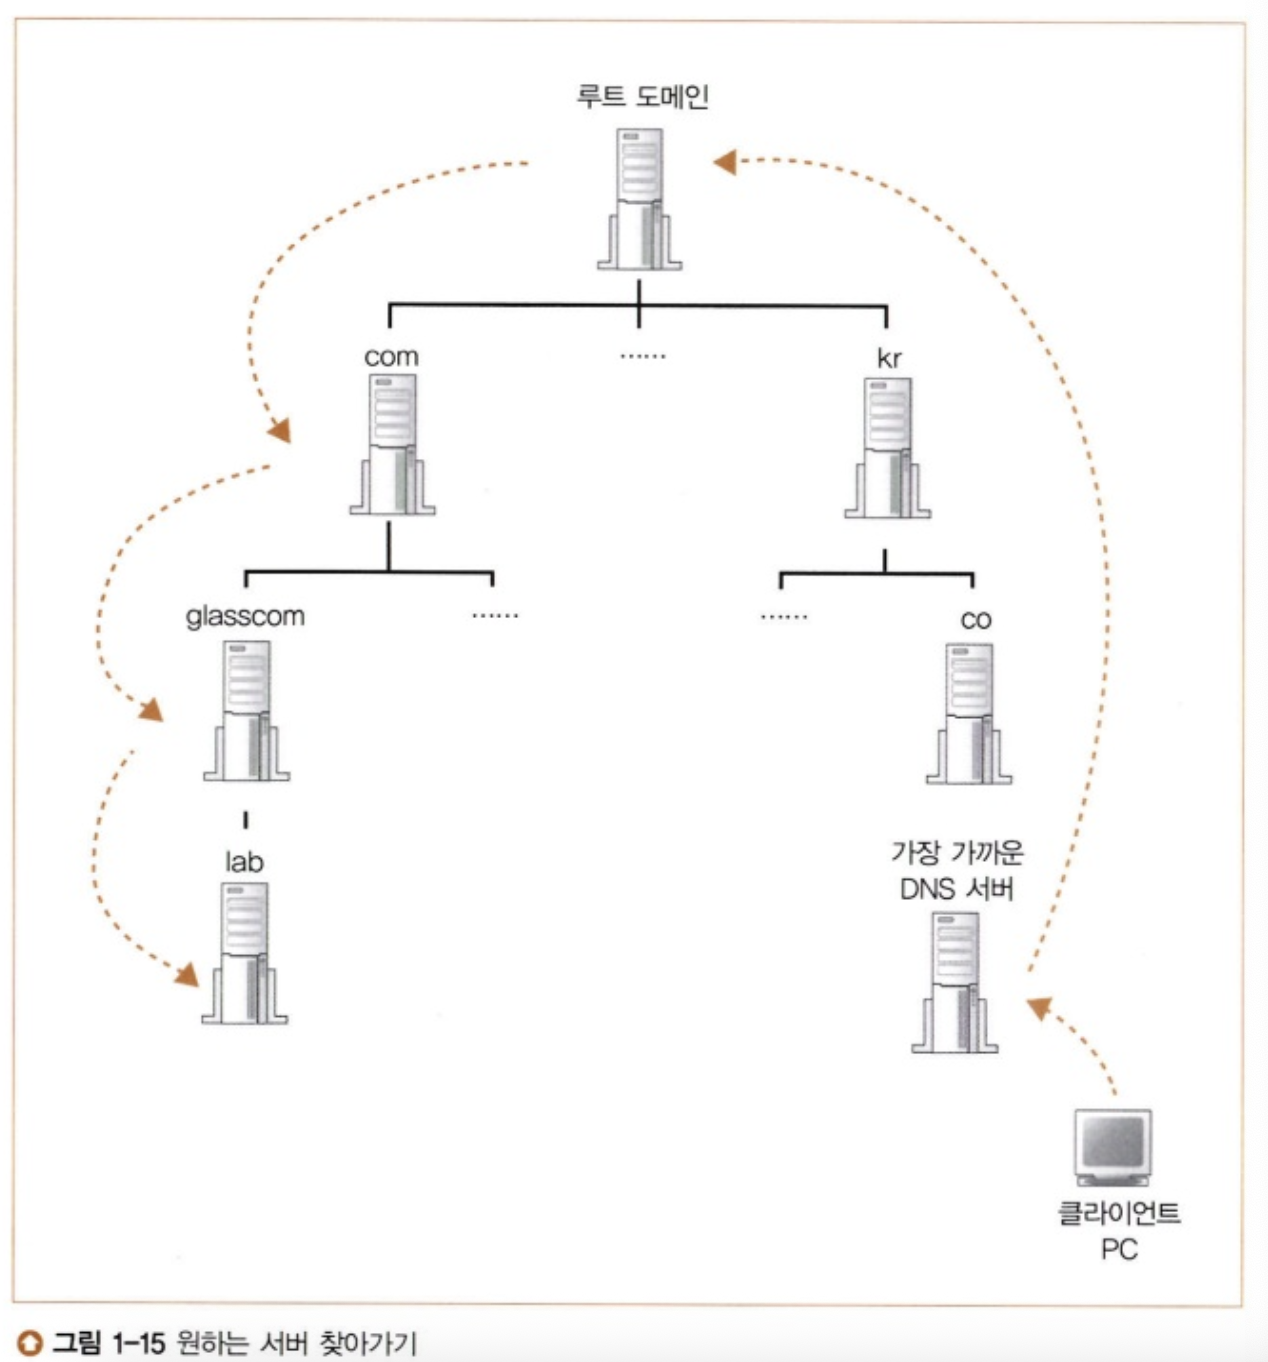 루트 도메인
com
......
kr
glasscom
......
......
co
lab
가장 가까운
DNS 서버
클라이언트
PC
그림 1-15 원하는 서버 찾아가기